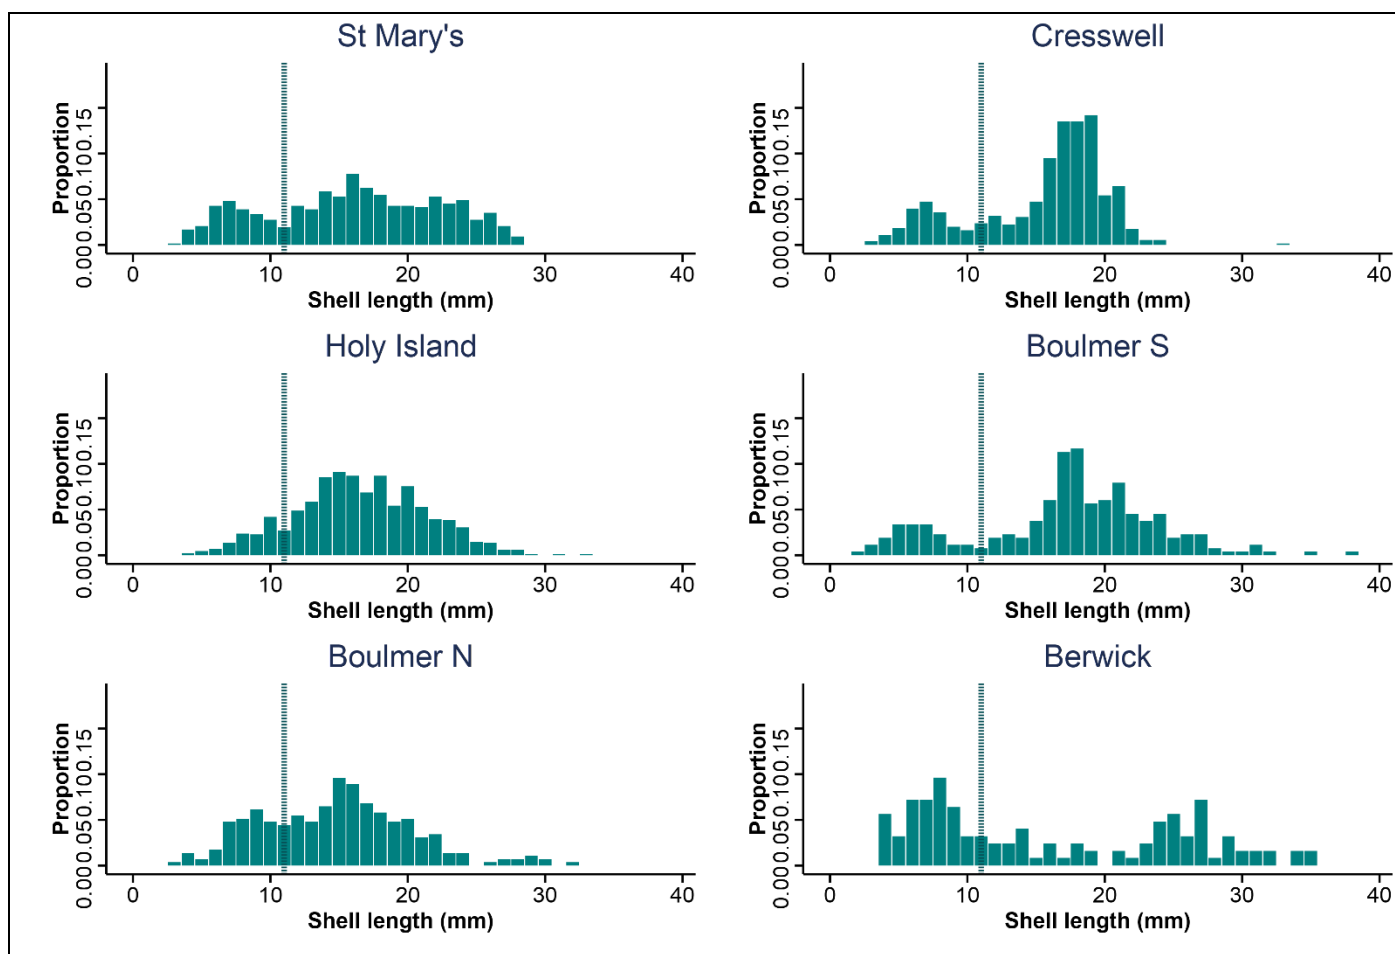 St Mary's
Proportion
0.00 0.05 0.10 0.15
0 10 20 30 40
Shell length (mm)
Cresswell
Proportion
0.00 0.05 0.10 0.15
0 10 20 30 40
Shell length (mm)
Holy Island
Proportion
0.00 0.05 0.10 0.15
0 10 20 30 40
Shell length (mm)
Boulmer S
Proportion
0.00 0.05 0.10 0.15
0 10 20 30 40
Shell length (mm)
Boulmer N
Proportion
0.00 0.05 0.10 0.15
0 10 20 30 40
Shell length (mm)
Berwick
Proportion
0.00 0.05 0.10 0.15
0 10 20 30 40
Shell length (mm)